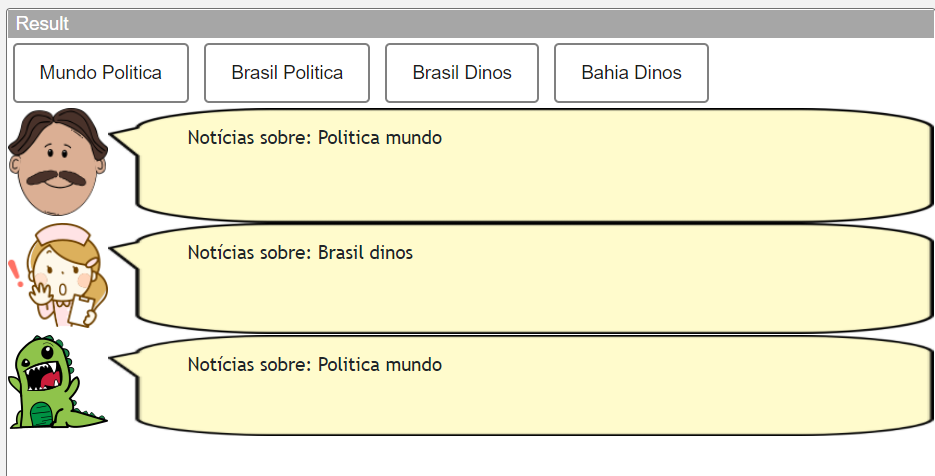 Result
Mundo Politica Brasil Politica Brasil Dinos Bahia Dinos
Notícias sobre: Politica mundo
Notícias sobre: Brasil dinos
Notícias sobre: Politica mundo